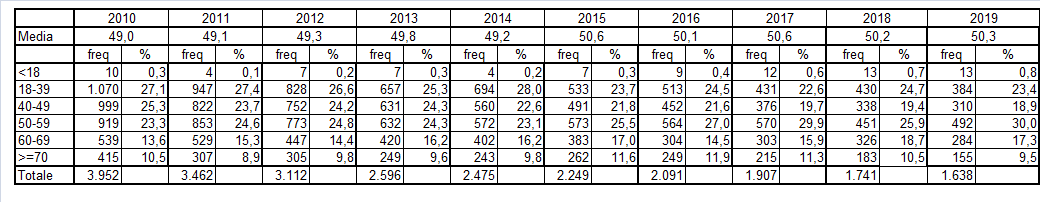 2010 2011 2012 2013 2014 2015 2016 2017 2018 2019
Media 49,0 49,1 49,3 49,8 49,2 50,6 50,1 50,6 50,2 50,3
freq % freq % freq % freq % freq % freq % freq % freq % freq % freq %
<18 10 0,3 4 0,1 7 0,2 7 0,3 4 0,2 7 0,3 9 0,4 12 0,6 13 0,7 13 0,8
18-39 1.070 27,1 947 27,4 828 26,6 657 25,3 694 28,0 533 23,7 513 24,5 431 22,6 430 24,7 384 23,4
40-49 999 25,3 822 23,7 752 24,2 631 24,3 560 22,6 491 21,8 452 21,6 376 19,7 338 19,4 310 18,9
50-59 919 23,3 853 24,6 773 24,8 632 24,3 572 23,1 573 25,5 564 27,0 570 29,9 451 25,9 492 30,0
60-69 539 13,6 529 15,3 447 14,4 420 16,2 402 16,2 383 17,0 304 14,5 303 15,9 326 18,7 284 17,3
>=70 415 10,5 307 8,9 305 9,8 249 9,6 243 9,8 262 11,6 249 11,9 215 11,3 183 10,5 155 9,5
Totale 3.952 3.462 3.112 2.596 2.475 2.249 2.091 1.907 1.741 1.638